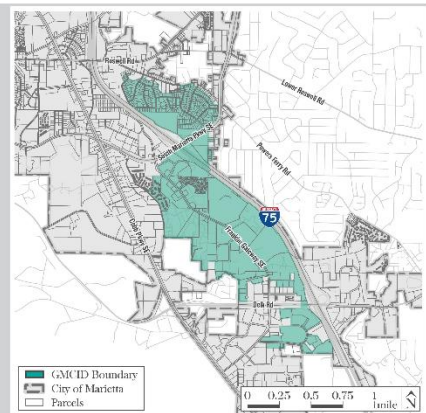 Roswell Rd
Lower Roswell Rd
South Marietta Pkwy SE
Powers Ferry Rd
75
Cobb Pkwy SE
Franklin Gateway SE
Delk Rd
GMCID Boundary
City of Marietta
Parcels
0 0.25 0.5 0.75 1
mile
N